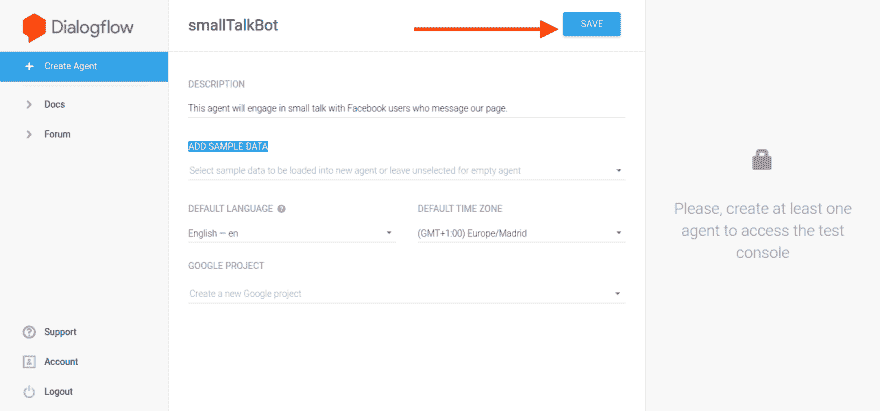 Dialogflow
smallTalkBot
SAVE
+ Create Agent
Docs
Forum
DESCRIPTION
This agent will engage in small talk with Facebook users who message our page.
ADD SAMPLE DATA
Select sample data to be loaded into new agent or leave unselected for empty agent
DEFAULT LANGUAGE ?
DEFAULT TIME ZONE
English — en
(GMT+1:00) Europe/Madrid
GOOGLE PROJECT
Create a new Google project
Support
Account
Logout
Please, create at least one
agent to access the test
console